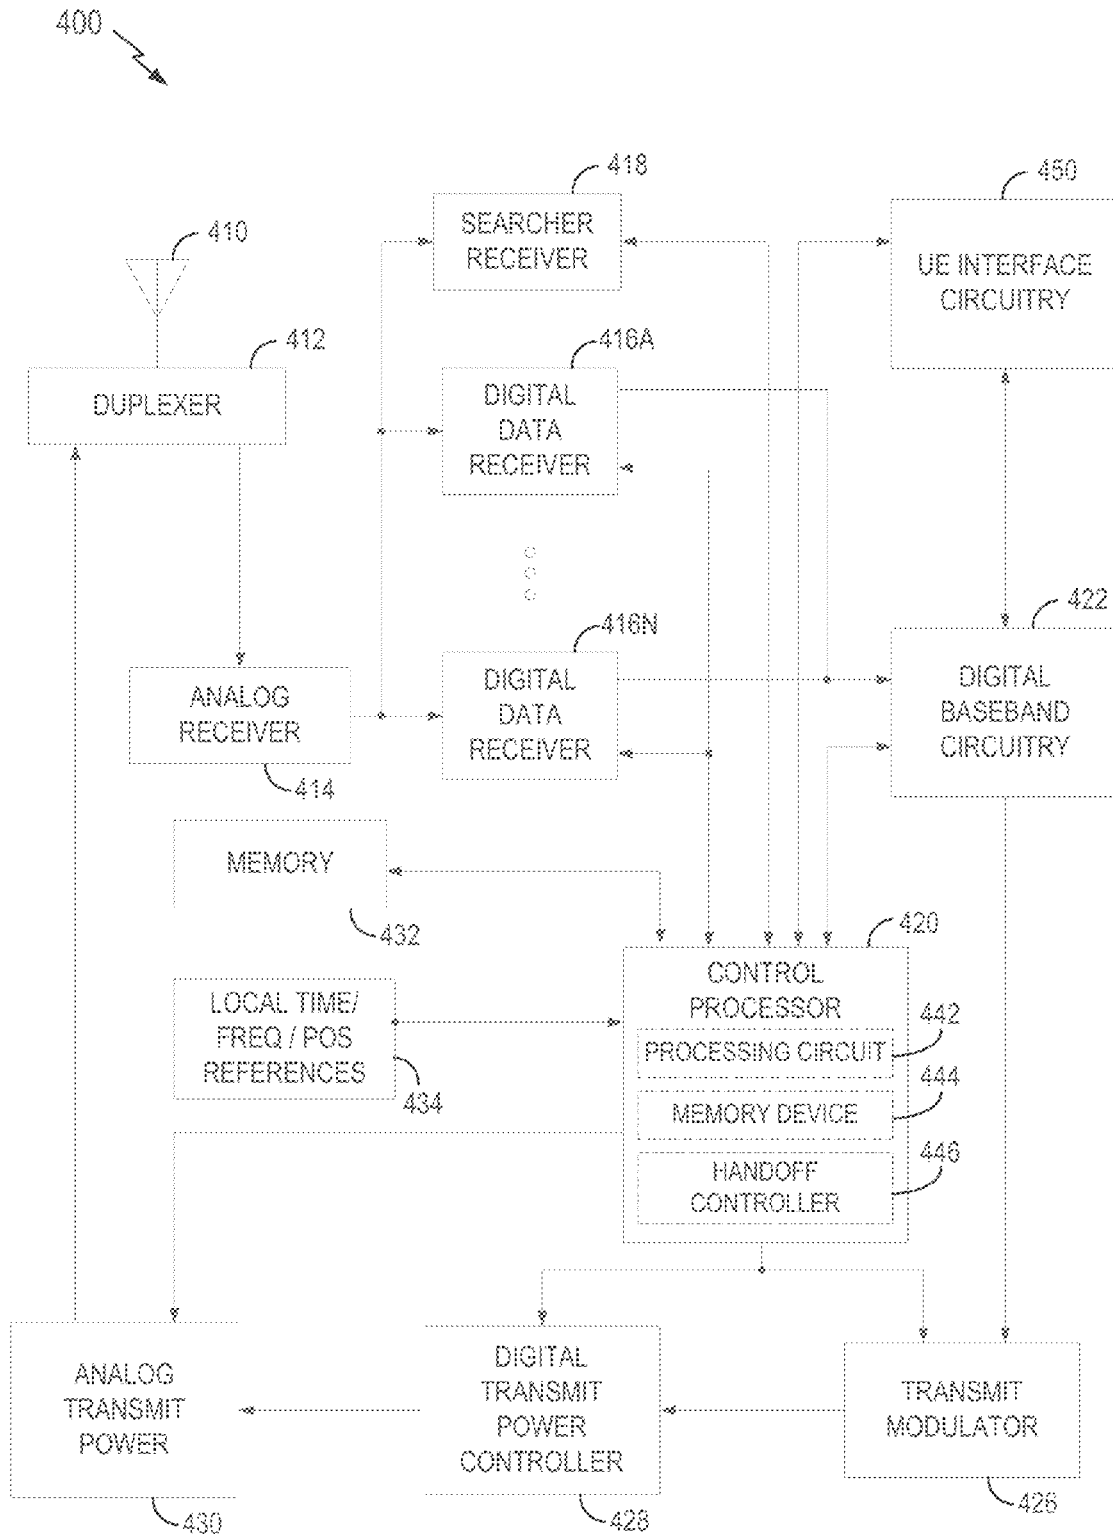 400
418
SEARCHER
RECEIVER
450
UE INTERFACE
CIRCUITRY
410
412
DUPLEXER
416A
DIGITAL
DATA
RECEIVER
416N
DIGITAL
DATA
RECEIVER
422
DIGITAL
BASEBAND
CIRCUITRY
ANALOG
RECEIVER
414
MEMORY
432
420
CONTROL
PROCESSOR
LOCAL TIME/
FREQ / POS
REFERENCES
434
442
PROCESSING CIRCUIT
444
MEMORY DEVICE
446
HANDOFF
CONTROLLER
ANALOG
TRANSMIT
POWER
430
DIGITAL
TRANSMIT
POWER
CONTROLLER
428
TRANSMIT
MODULATOR
426